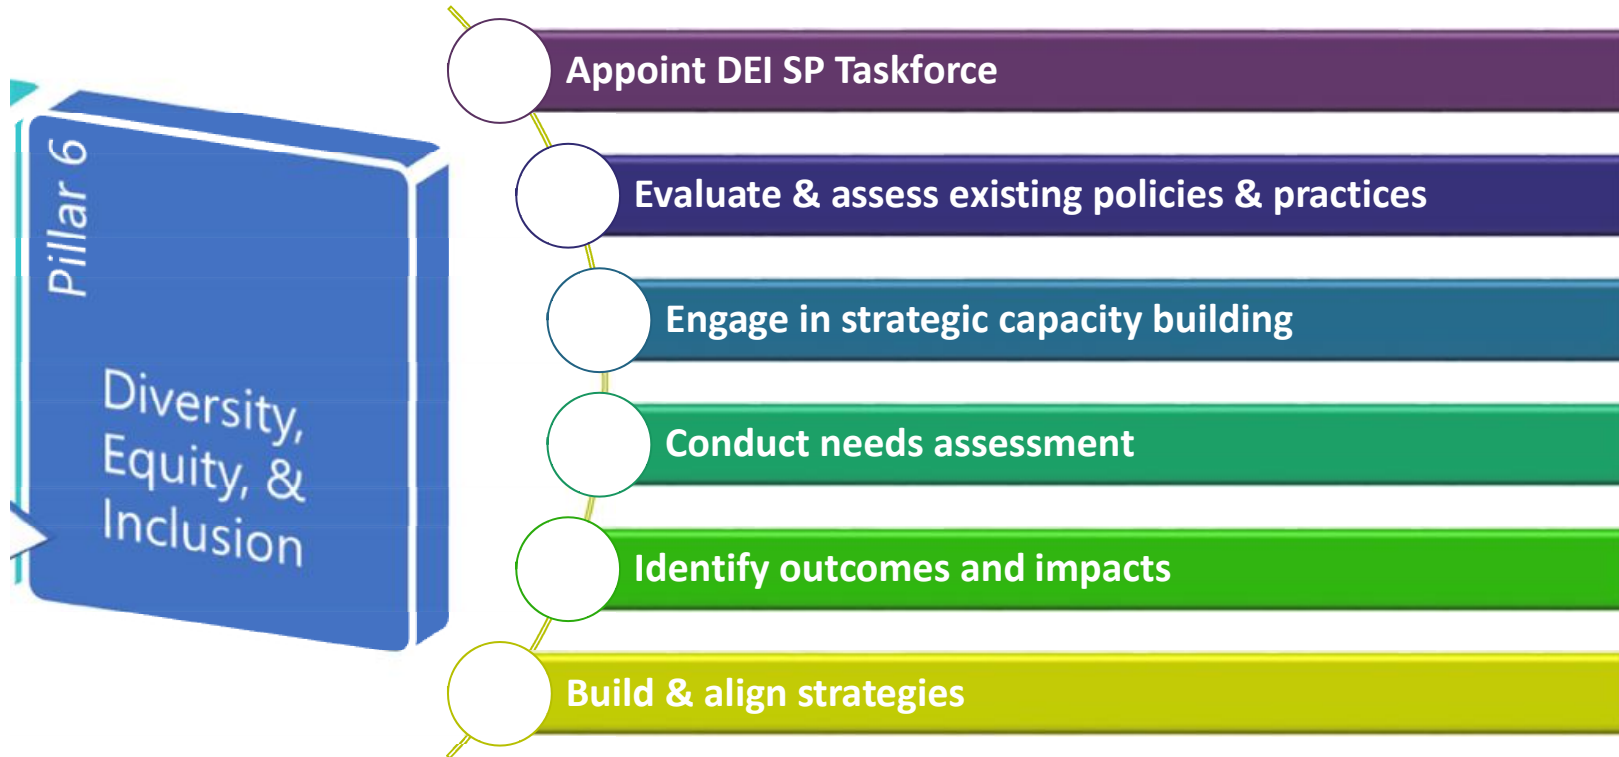 Pillar 6
Diversity,
Equity, &
Inclusion
Appoint DEI SP Taskforce
Evaluate & assess existing policies & practices
Engage in strategic capacity building
Conduct needs assessment
Identify outcomes and impacts
Build & align strategies